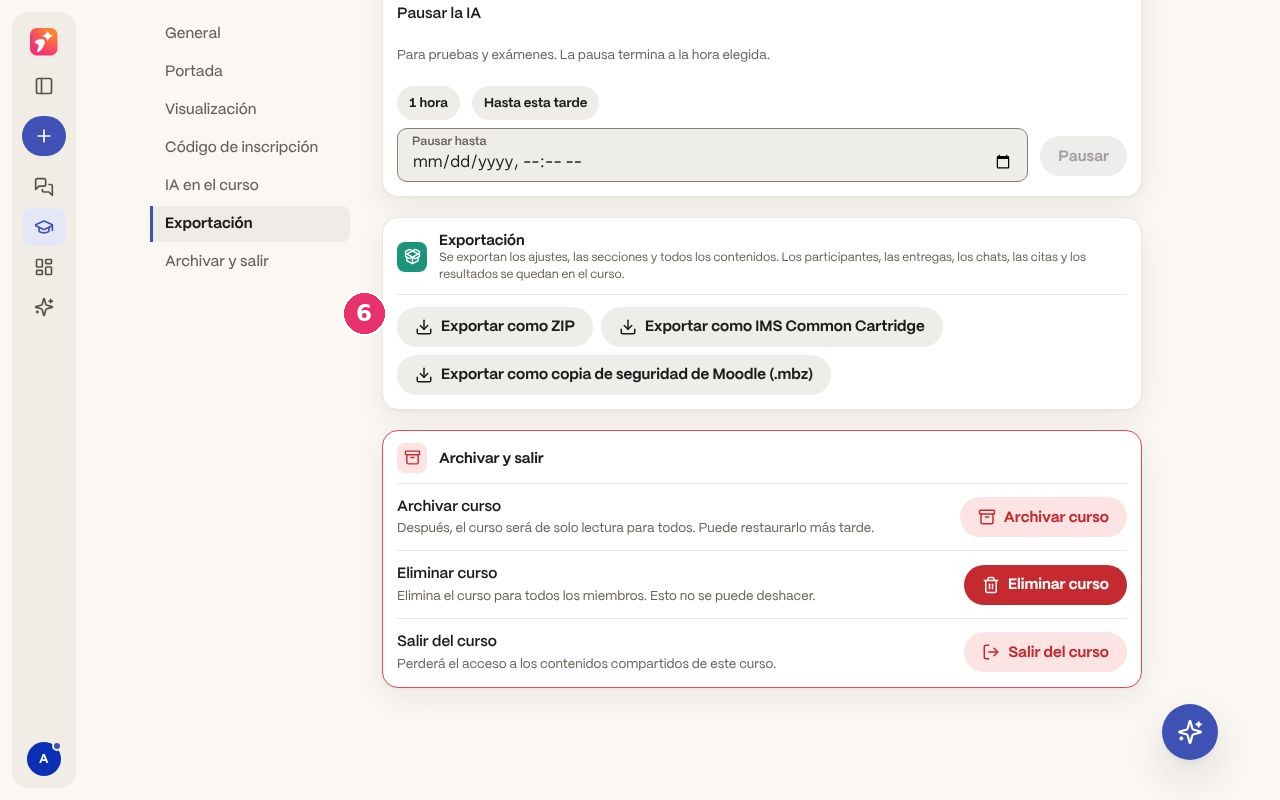 General
Portada
Visualización
Código de inscripción
IA en el curso
Exportación
Archivar y salir
Pausar la IA
Para pruebas y exámenes. La pausa termina a la hora elegida.
1 hora
Hasta esta tarde
Pausar hasta
mm/dd/yyyy, --:-- --
Pausar
Exportación
Se exportan los ajustes, las secciones y todos los contenidos. Los participantes, las entregas, los chats, las citas y los
resultados se quedan en el curso.
6
Exportar como ZIP
Exportar como IMS Common Cartridge
Exportar como copia de seguridad de Moodle (.mbz)
Archivar y salir
Archivar curso
Después, el curso será de solo lectura para todos. Puede restaurarlo más tarde.
Archivar curso
Eliminar curso
Elimina el curso para todos los miembros. Esto no se puede deshacer.
Eliminar curso
Salir del curso
Perderá el acceso a los contenidos compartidos de este curso.
Salir del curso
A